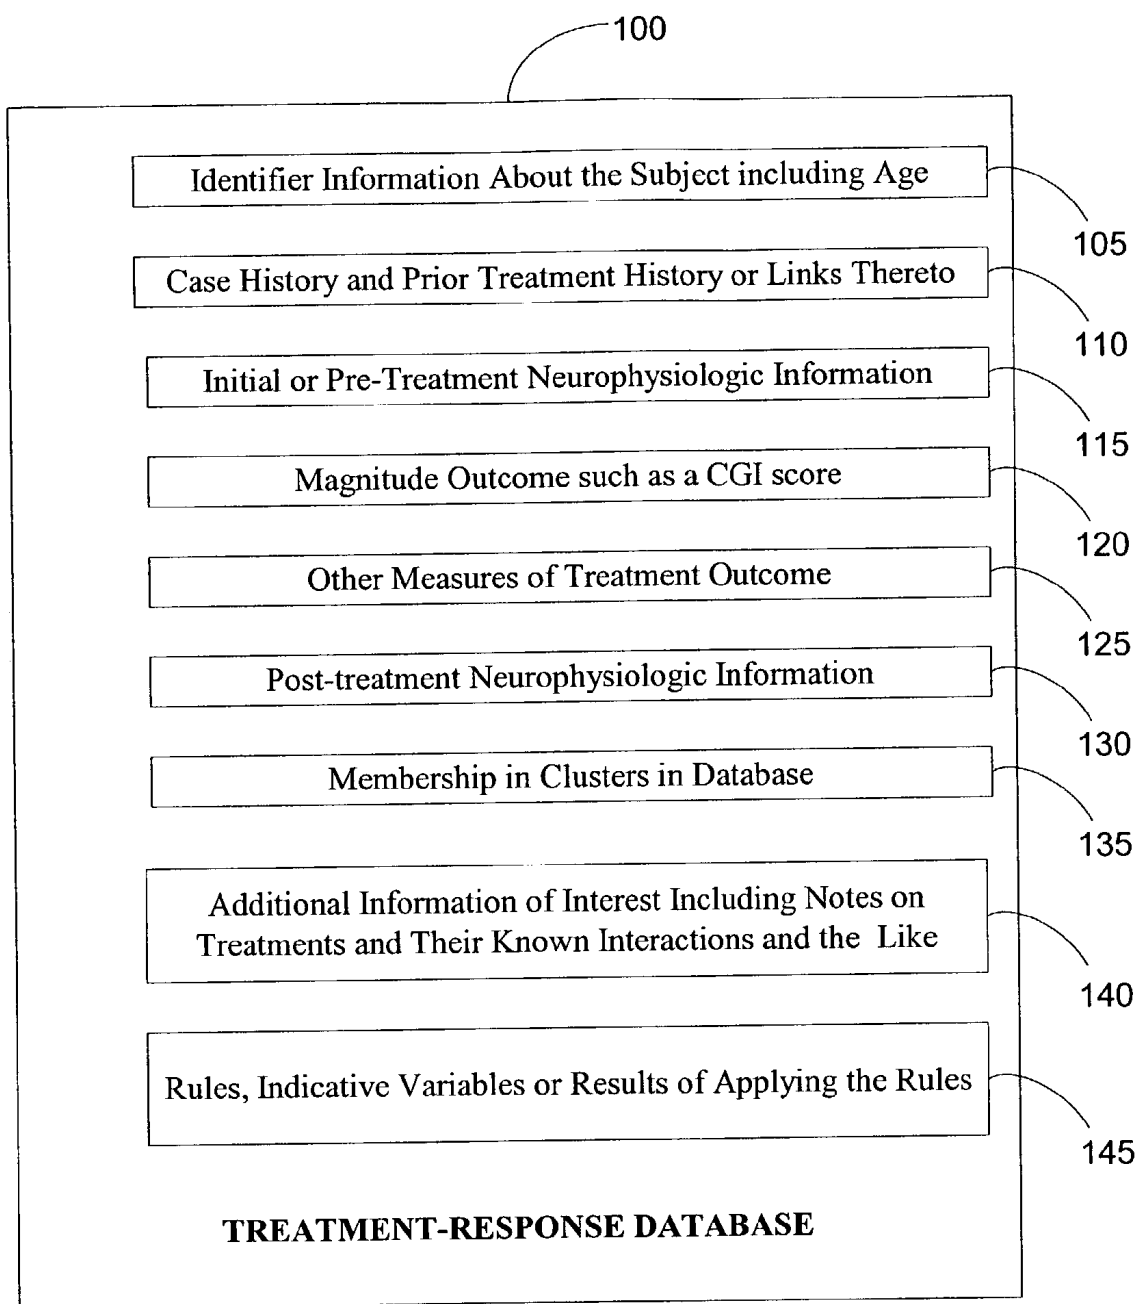 100
Identifier Information About the Subject including Age
105
Case History and Prior Treatment History or Links Thereto
110
Initial or Pre-Treatment Neurophysiologic Information
115
Magnitude Outcome such as a CGI score
120
Other Measures of Treatment Outcome
125
Post-treatment Neurophysiologic Information
130
Membership in Clusters in Database
135
Additional Information of Interest Including Notes on
Treatments and Their Known Interactions and the Like
140
Rules, Indicative Variables or Results of Applying the Rules
145
TREATMENT-RESPONSE DATABASE